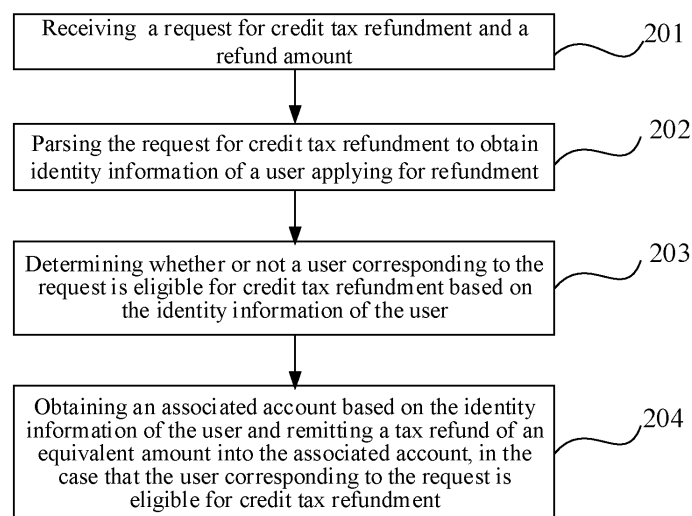 Receiving a request for credit tax refundment and a
refund amount
201
Parsing the request for credit tax refundment to obtain
identity information of a user applying for refundment
202
Determining whether or not a user corresponding to the
request is eligible for credit tax refundment based on
the identity information of the user
203
Obtaining an associated account based on the identity
information of the user and remitting a tax refund of an
equivalent amount into the associated account, in the
case that the user corresponding to the request is
eligible for credit tax refundment
204